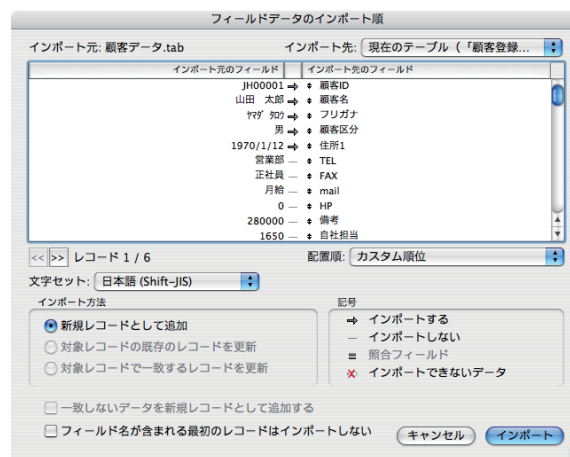 フィールドデータのインポート順
インポート元: 顧客データ.tab インポート先: 現在のテーブル（「顧客登録...
インポート元のフィールド インポート先のフィールド
JH00001 ➔ 顧客ID
山田 太郎 ➔ 顧客名
ﾔﾏﾀﾞ ﾀﾛｳ ➔ フリガナ
男 ➔ 顧客区分
1970/1/12 ➔ 住所1
営業部 — TEL
正社員 — FAX
月給 — mail
0 — HP
280000 — 備考
1650 — 自社担当
<< >> レコード 1 / 6 配置順: カスタム順位
文字セット: 日本語 (Shift-JIS)
インポート方法 記号
新規レコードとして追加 ➔ インポートする
対象レコードの既存のレコードを更新 — インポートしない
対象レコードで一致するレコードを更新 = 照合フィールド
インポートできないデータ
一致しないデータを新規レコードとして追加する
フィールド名が含まれる最初のレコードはインポートしない キャンセル インポート